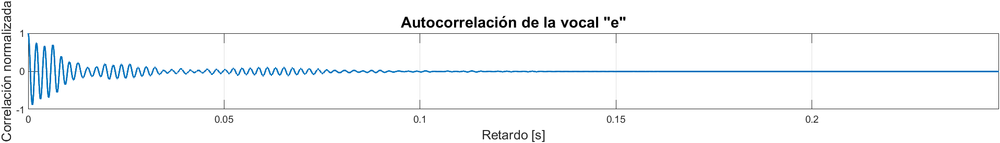 Autocorrelación de la vocal "e"
Correlación normalizada
1
0
-1
0
0.05
0.1
0.15
0.2
Retardo [s]